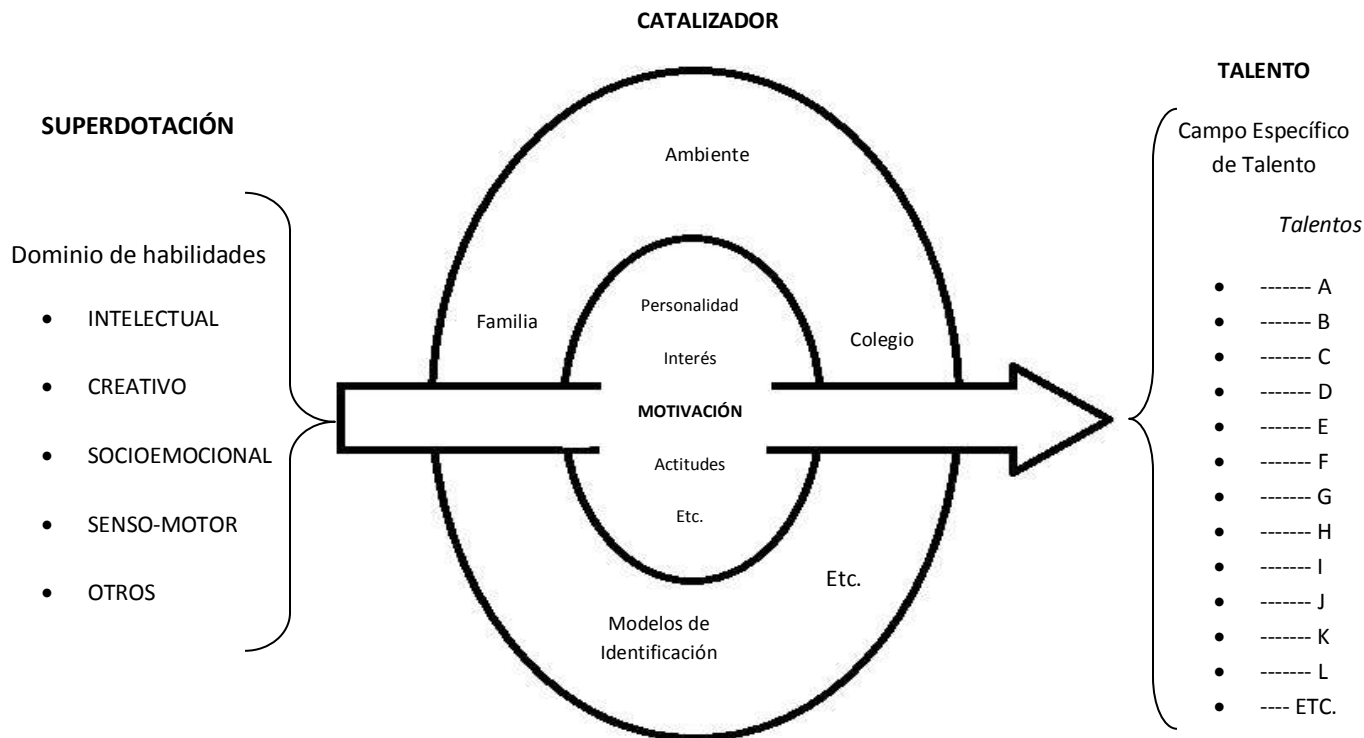 CATALIZADOR
SUPERDOTACIÓN
Dominio de habilidades
• INTELECTUAL
• CREATIVO
• SOCIOEMOCIONAL
• SENSO-MOTOR
• OTROS
Ambiente
Familia
Colegio
Personalidad
Interés
MOTIVACIÓN
Actitudes
Etc.
Etc.
Modelos de
Identificación
TALENTO
Campo Específico
de Talento
Talentos
• ------- A
• ------- B
• ------- C
• ------- D
• ------- E
• ------- F
• ------- G
• ------- H
• ------- I
• ------- J
• ------- K
• ------- L
• ---- ETC.